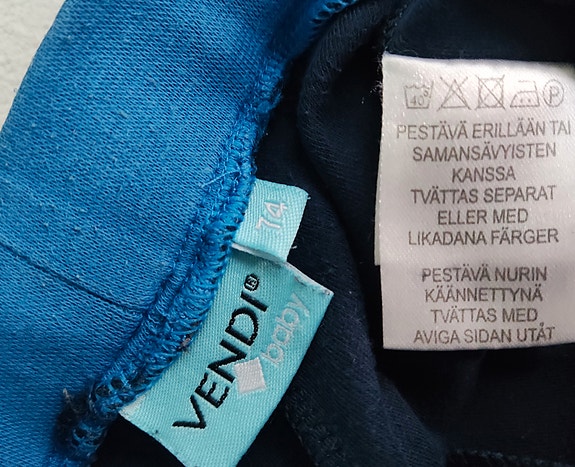 40
P
PESTÄVÄ ERILLÄÄN TAI
SAMANSÄVYISTEN
KANSSA
TVÄTTAS SEPARAT
ELLER MED
LIKADANA FÄRGER
PESTÄVÄ NURIN
KÄÄNNETTYNÄ
TVÄTTAS MED
AVIGA SIDAN UTÅT
74
VENDI®
baby